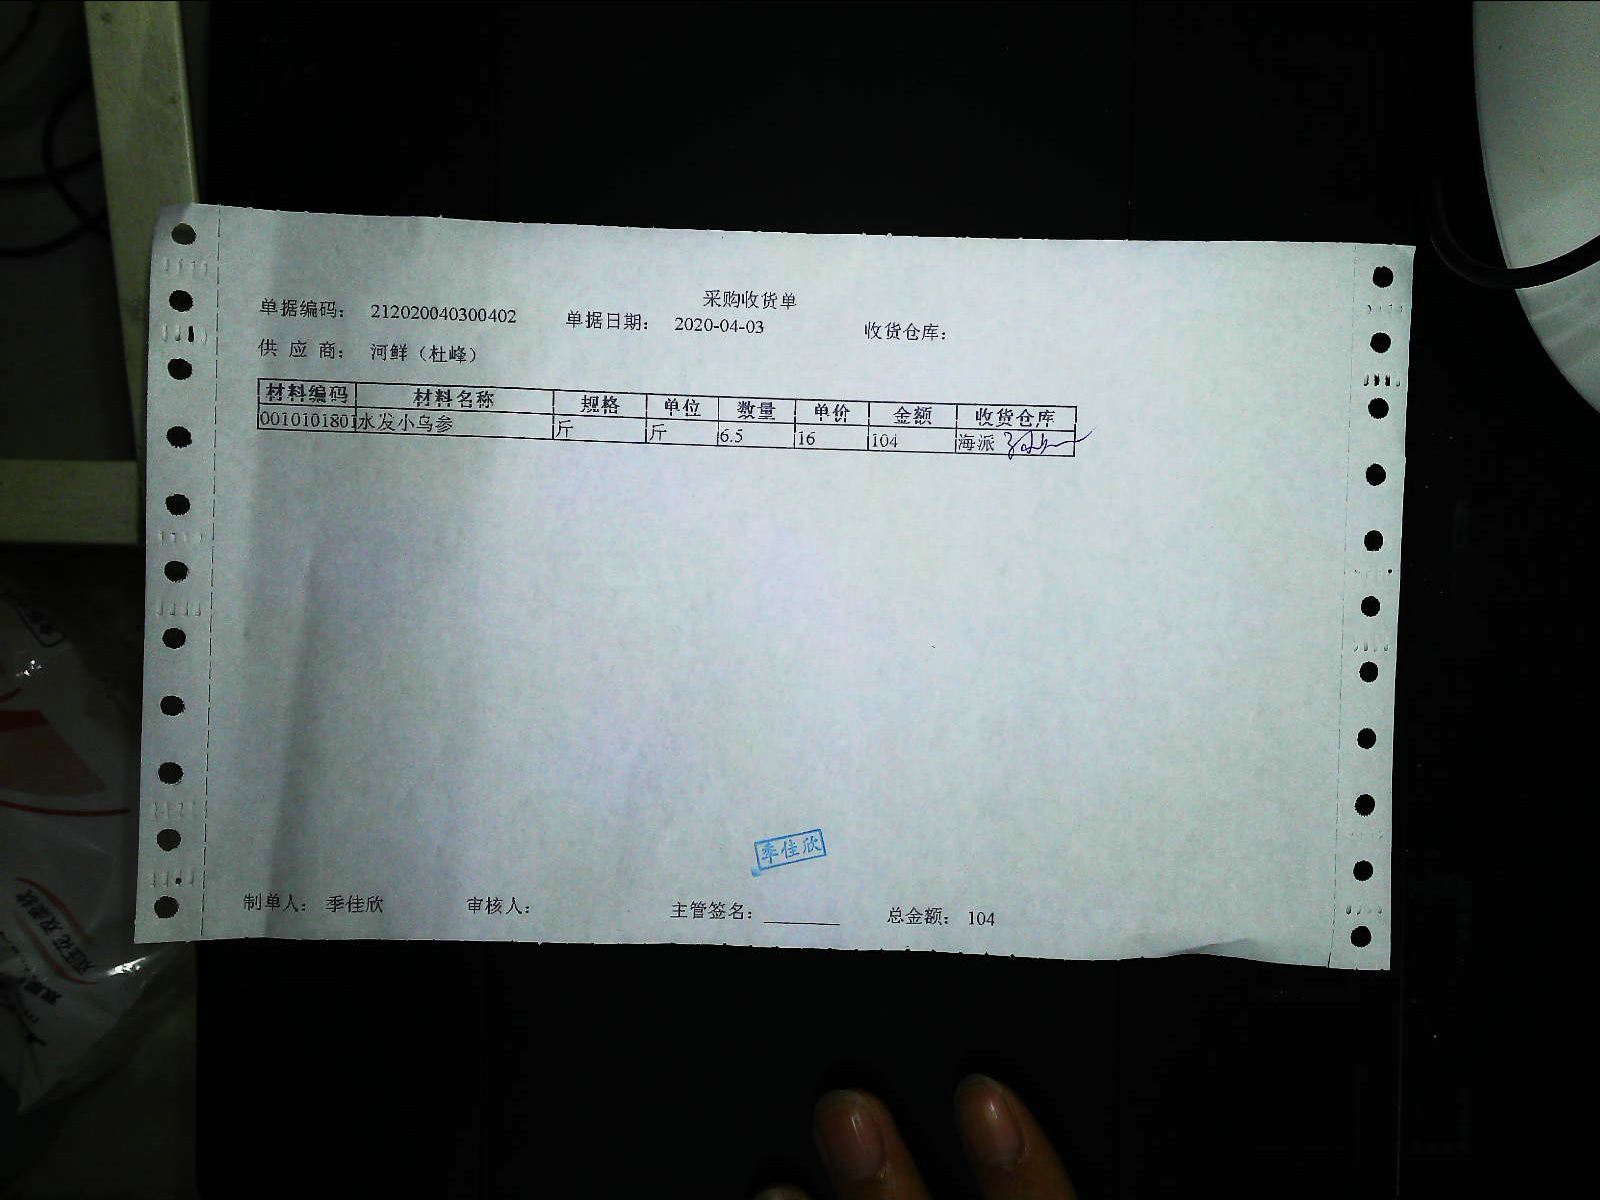 采购收货单
单据编码： 212020040300402 单据日期： 2020-04-03 收货仓库：
供 应 商： 河鲜（杜峰）
材料编码 材料名称 规格 单位 数量 单价 金额 收货仓库
0010101801 水发小乌参 斤 斤 6.5 16 104 海派
季佳欣
制单人： 季佳欣 审核人： 主管签名： 总金额： 104